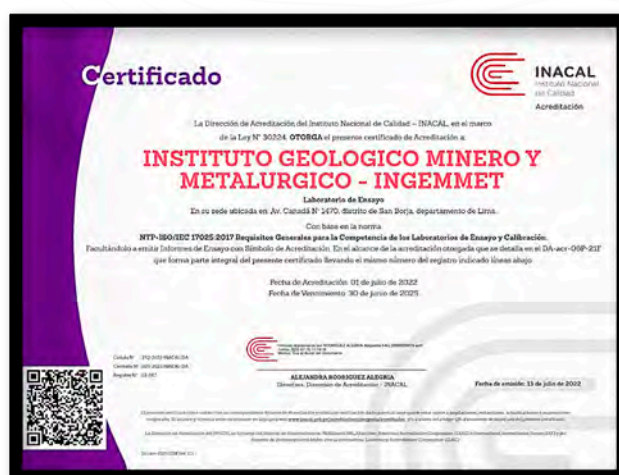 Certificado
INACAL
Instituto Nacional
de Calidad
Acreditación
La Dirección de Acreditación del Instituto Nacional de Calidad – INACAL, en el marco
de la Ley N° 30224, OTORGA el presente certificado de Acreditación a:
INSTITUTO GEOLOGICO MINERO Y
METALURGICO - INGEMMET
Laboratorio de Ensayo
En su sede ubicada en: Av. Canadá N° 1470, distrito de San Borja, departamento de Lima.
Con base en la norma
NTP-ISO/IEC 17025:2017 Requisitos Generales para la Competencia de los Laboratorios de Ensayo y Calibración.
Facultándolo a emitir Informes de Ensayo con Símbolo de Acreditación. En el alcance de la acreditación otorgada que se detalla en el DA-acr-06P-21F
que forma parte integral del presente certificado llevando el mismo número del registro indicado líneas abajo.
Fecha de Acreditación: 01 de julio de 2022
Fecha de Vencimiento: 30 de junio de 2025
ALEJANDRA RODRIGUEZ ALEGRIA
Directora, Dirección de Acreditación - INACAL
Fecha de emisión: 13 de julio de 2022